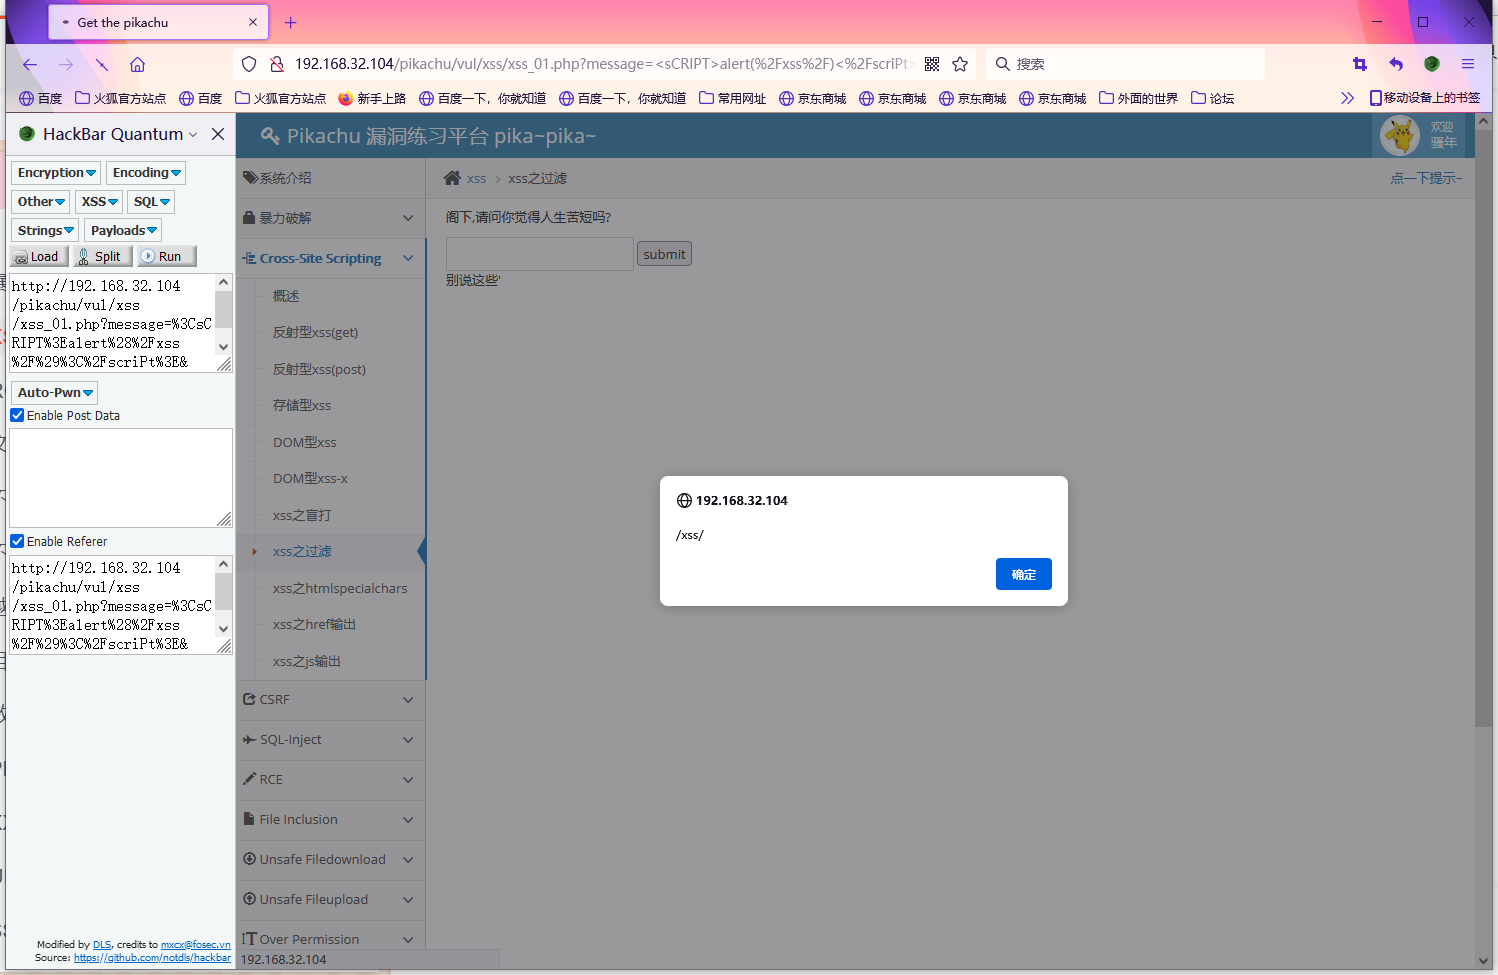 Get the pikachu
192.168.32.104/pikachu/vul/xss/xss_01.php?message=<sCRIPT>alert(%2Fxss%2F)<%2FscriPt>
搜索
百度 火狐官方站点 百度 火狐官方站点 新手上路 百度一下，你就知道 百度一下，你就知道 常用网址 京东商城 京东商城 京东商城 京东商城 外面的世界 论坛 移动设备上的书签
HackBar Quantum
Encryption Encoding
Other XSS SQL
Strings Payloads
Load Split Run
http://192.168.32.104
/pikachu/vul/xss
/xss_01.php?message=%3CsC
RIPT%3Ealert%28%2Fxss
%2F%29%3C%2FscriPt%3E&
Auto-Pwn
Enable Post Data
Enable Referer
http://192.168.32.104
/pikachu/vul/xss
/xss_01.php?message=%3CsC
RIPT%3Ealert%28%2Fxss
%2F%29%3C%2FscriPt%3E&
Modified by DLS, credits to mxcx@fosec.vn
Source: https://github.com/notdls/hackbar
Pikachu 漏洞练习平台 pika~pika~
欢迎
骚年
系统介绍
暴力破解
Cross-Site Scripting
概述
反射型xss(get)
反射型xss(post)
存储型xss
DOM型xss
DOM型xss-x
xss之盲打
xss之过滤
xss之htmlspecialchars
xss之href输出
xss之js输出
CSRF
SQL-Inject
RCE
File Inclusion
Unsafe Filedownload
Unsafe Fileupload
Over Permission
192.168.32.104
xss xss之过滤
点一下提示~
阁下,请问你觉得人生苦短吗?
submit
别说这些'
192.168.32.104
/xss/
确定